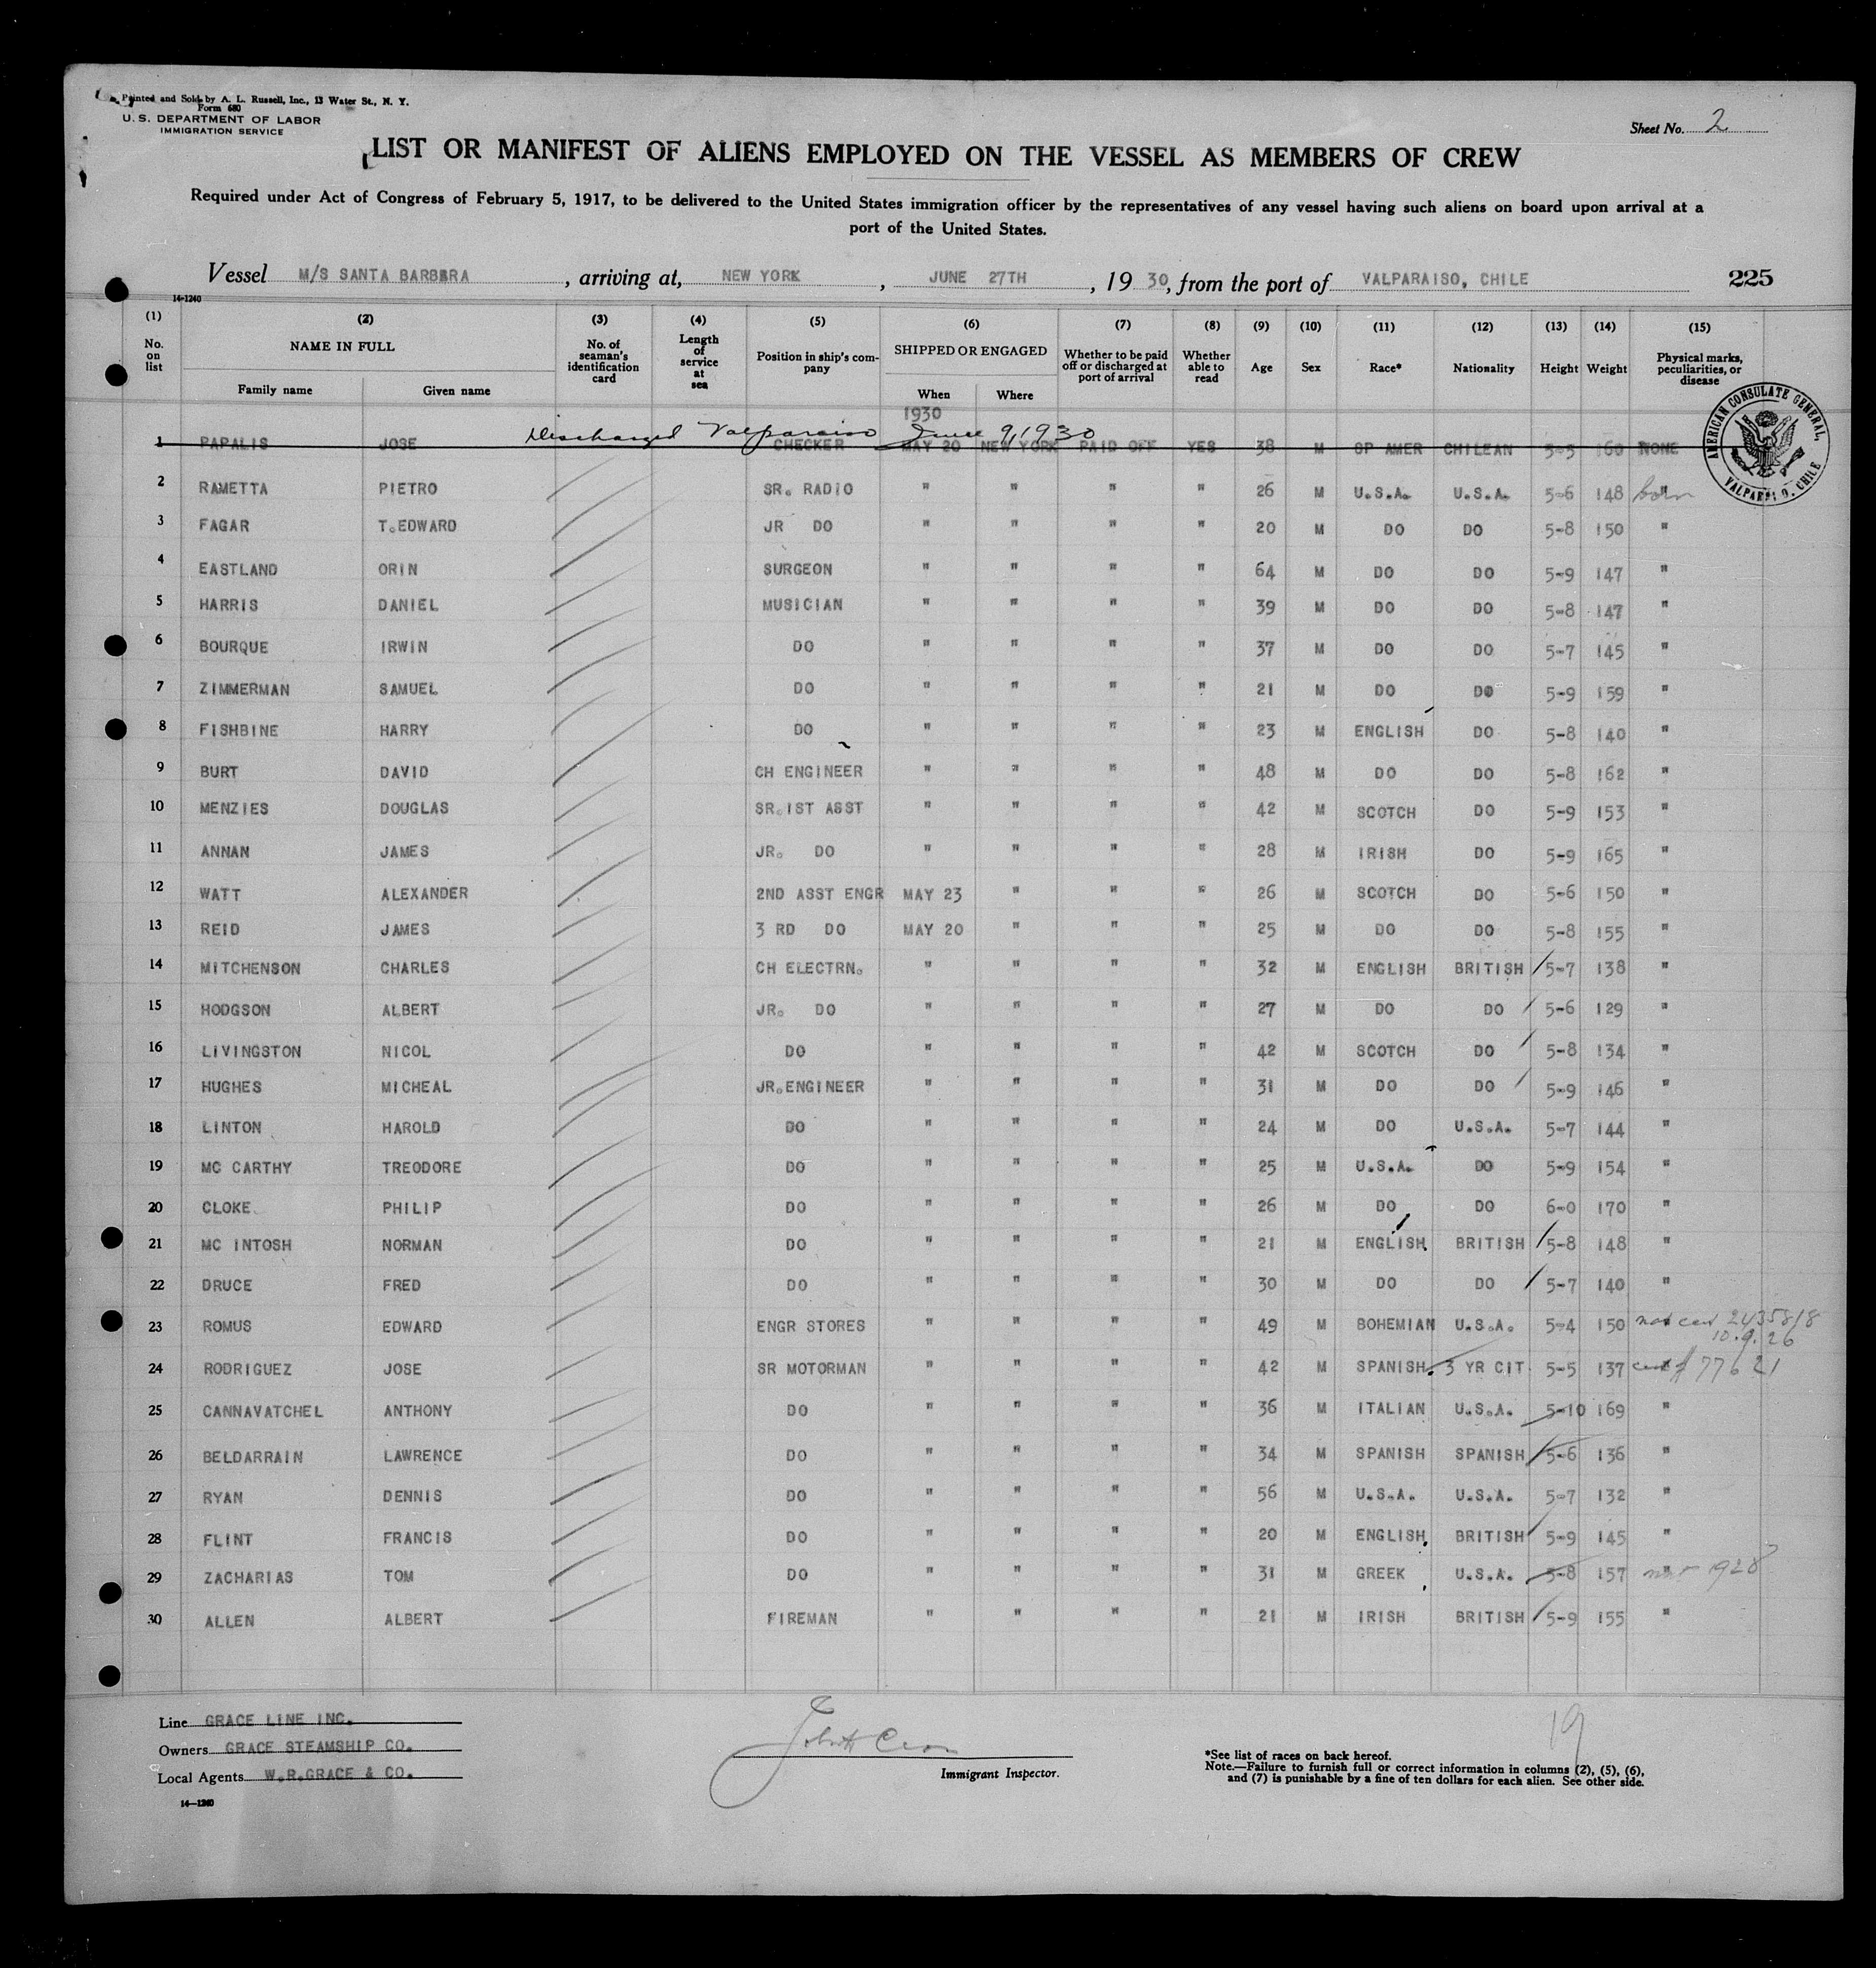 Printed and Sold by A. L. Russell, Inc., 13 Water St., N. Y.
Form 680
U. S. DEPARTMENT OF LABOR
IMMIGRATION SERVICE
Sheet No. 2
LIST OR MANIFEST OF ALIENS EMPLOYED ON THE VESSEL AS MEMBERS OF CREW
Required under Act of Congress of February 5, 1917, to be delivered to the United States immigration officer by the representatives of any vessel having such aliens on board upon arrival at a
port of the United States.
Vessel M/S SANTA BARBBRA, arriving at, NEW YORK, JUNE 27TH, 1930, from the port of VALPARAISO, CHILE 225
14-1240
(1) (2) (3) (4) (5) (6) (7) (8) (9) (10) (11) (12) (13) (14) (15)
No. on list NAME IN FULL Family name Given name No. of seaman's identification card Length of service at sea Position in ship's company SHIPPED OR ENGAGED When Where Whether to be paid off or discharged at port of arrival Whether able to read Age Sex Race* Nationality Height Weight Physical marks, peculiarities, or disease
AMERICAN CONSULATE GENERAL, VALPARAISO, CHILE
1930
Discharged Valparaiso June 9, 1930
1 PAPALIS JOSE CHECKER MAY 20 NEW YORK PAID OFF YES 38 M SP AMER CHILEAN 5-5 160 NONE
2 RAMETTA PIETRO SR. RADIO " " " " 26 M U.S.A. U.S.A. 5-6 148 born "
3 FAGAR T.EDWARD JR DO " " " " 20 M DO DO 5-8 150 "
4 EASTLAND ORIN SURGEON " " " " 64 M DO DO 5-9 147 "
5 HARRIS DANIEL MUSICIAN " " " " 39 M DO DO 5-8 147 "
6 BOURQUE IRWIN DO " " " " 37 M DO DO 5-7 145 "
7 ZIMMERMAN SAMUEL DO " " " " 21 M DO DO 5-9 159 "
8 FISHBINE HARRY DO " " " " 23 M ENGLISH DO 5-8 140 "
9 BURT DAVID CH ENGINEER " " " " 48 M DO DO 5-8 162 "
10 MENZIES DOUGLAS SR.IST ASST " " " " 42 M SCOTCH DO 5-9 153 "
11 ANNAN JAMES JR. DO " " " " 28 M IRISH DO 5-9 165 "
12 WATT ALEXANDER 2ND ASST ENGR MAY 23 " " " 26 M SCOTCH DO 5-6 150 "
13 REID JAMES 3 RD DO MAY 20 " " " 25 M DO DO 5-8 155 "
14 MITCHENSON CHARLES CH ELECTRN. " " " " 32 M ENGLISH BRITISH 5-7 138 "
15 HODGSON ALBERT JR. DO " " " " 27 M DO DO 5-6 129 "
16 LIVINGSTON NICOL DO " " " " 42 M SCOTCH DO 5-8 134 "
17 HUGHES MICHEAL JR.ENGINEER " " " " 31 M DO DO 5-9 146 "
18 LINTON HAROLD DO " " " " 24 M DO U.S.A. 5-7 144 "
19 MC CARTHY TREODORE DO " " " " 25 M U.S.A. DO 5-9 154 "
20 CLOKE PHILIP DO " " " " 26 M DO DO 6-0 170 "
21 MC INTOSH NORMAN DO " " " " 21 M ENGLISH BRITISH 5-8 148 "
22 DRUCE FRED DO " " " " 30 M DO DO 5-7 140 "
23 ROMUS EDWARD ENGR STORES " " " " 49 M BOHEMIAN U.S.A. 5-4 150 nat cert 2435818
10.9.26
24 RODRIGUEZ JOSE SR MOTORMAN " " " " 42 M SPANISH 3 YR CIT 5-5 137 cert # 77621
25 CANNAVATCHEL ANTHONY DO " " " " 36 M ITALIAN U.S.A. 5-10 169 "
26 BELDARRAIN LAWRENCE DO " " " " 34 M SPANISH SPANISH 5-6 136 "
27 RYAN DENNIS DO " " " " 56 M U.S.A. U.S.A. 5-7 132 "
28 FLINT FRANCIS DO " " " " 20 M ENGLISH BRITISH 5-9 145 "
29 ZACHARIAS TOM DO " " " " 31 M GREEK U.S.A. 5-8 157 " 1928
30 ALLEN ALBERT FIREMAN " " " " 21 M IRISH BRITISH 5-9 155 "
19
Line GRACE LINE INC.
Owners GRACE STEAMSHIP CO.
Local Agents W.R.GRACE & CO.
14-1240
Immigrant Inspector.
*See list of races on back hereof.
Note.—Failure to furnish full or correct information in columns (2), (5), (6),
and (7) is punishable by a fine of ten dollars for each alien. See other side.